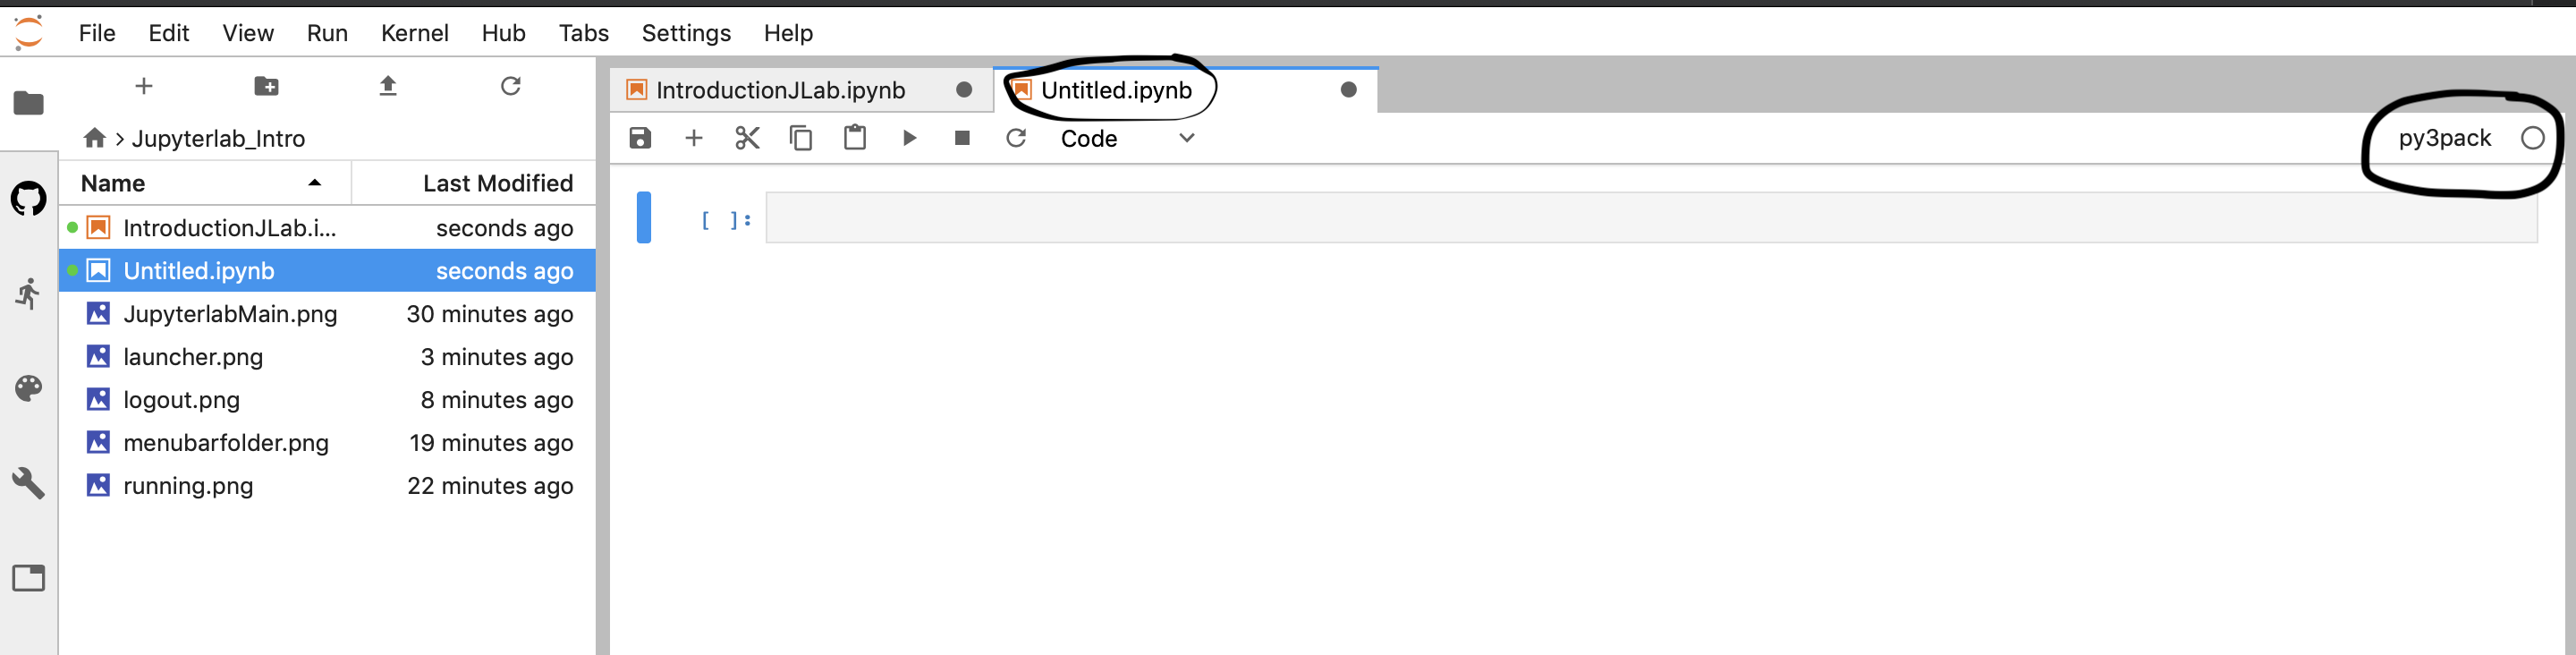 File Edit View Run Kernel Hub Tabs Settings Help
IntroductionJLab.ipynb Untitled.ipynb
Jupyterlab_Intro
Code py3pack
Name Last Modified
IntroductionJLab.i... seconds ago
[ ]:
Untitled.ipynb seconds ago
JupyterlabMain.png 30 minutes ago
launcher.png 3 minutes ago
logout.png 8 minutes ago
menubarfolder.png 19 minutes ago
running.png 22 minutes ago